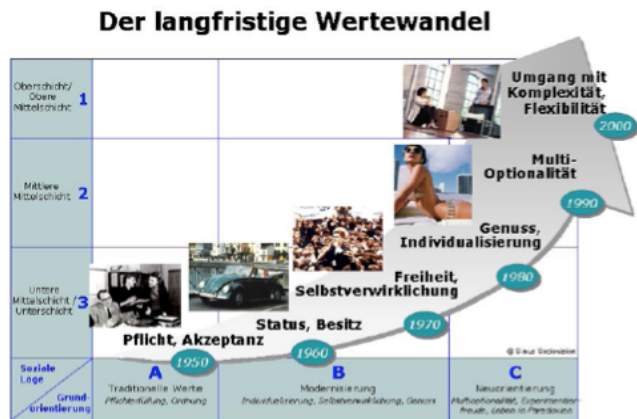 Der langfristige Wertewandel
Oberschicht/
Obere
Mittelschicht
1
Umgang mit
Komplexität,
Flexibilität
2000
Mittlere
Mittelschicht
2
Multi-
Optionalität
1990
Genuss,
Individualisierung
1980
Untere
Mittelschicht/
Unterschicht
3
Freiheit,
Selbstverwirklichung
1970
Status, Besitz
1960
Pflicht, Akzeptanz
1950
Soziale
Lage
Grund-
orientierung
A
Traditionelle Werte
Pflichterfüllung, Ordnung
B
Modernisierung
Individualisierung, Selbstverwirklichung, Genuss
C
Neuorientierung
Multioptionalität, Experimentier-
freude, Leben in Paradoxien